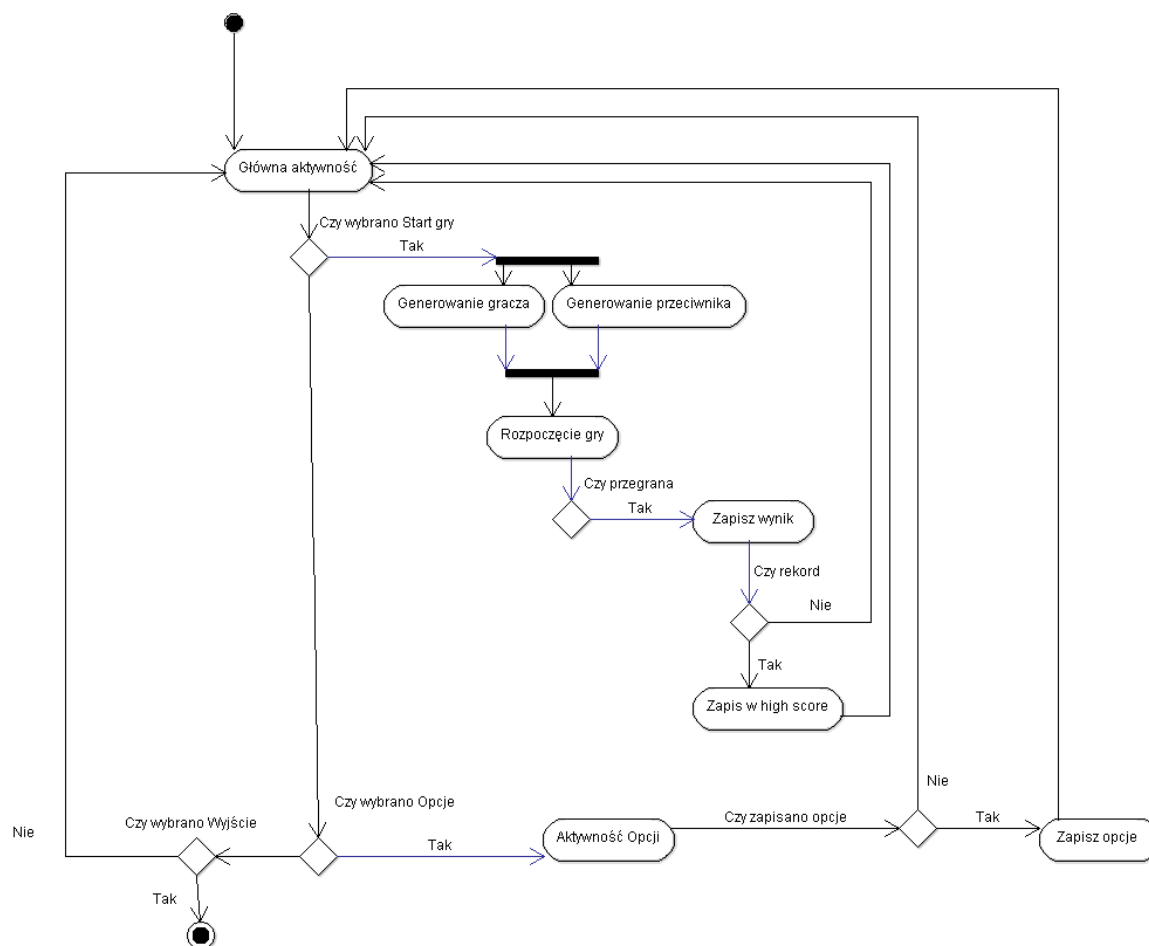 Główna aktywność
Czy wybrano Start gry
Tak
Generowanie gracza
Generowanie przeciwnika
Rozpoczęcie gry
Czy przegrana
Tak
Zapisz wynik
Czy rekord
Nie
Tak
Zapis w high score
Nie
Czy wybrano Opcje
Czy wybrano Wyjście
Nie
Tak
Aktywność Opcji
Czy zapisano opcje
Tak
Zapisz opcje
Tak